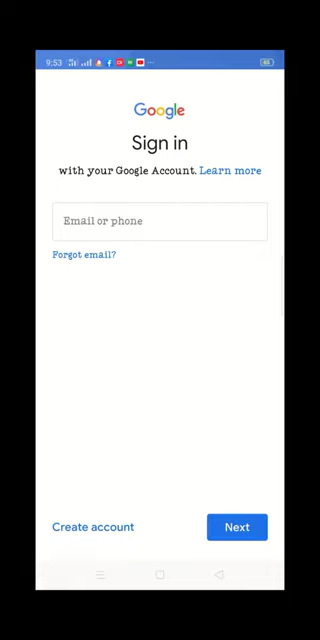 9:53
Google
Sign in
with your Google Account. Learn more
Email or phone
Forgot email?
Create account
Next